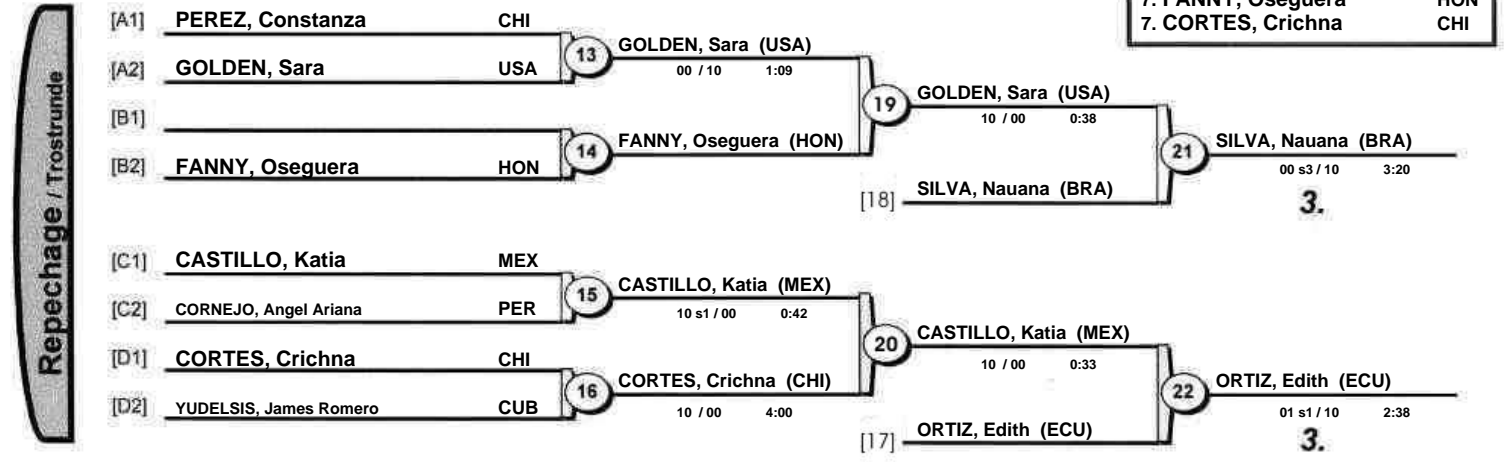 7. FANNY, Oseguera HON
7. CORTES, Crichna CHI
Repechage / Trostrunde
[A1] PEREZ, Constanza CHI
[A2] GOLDEN, Sara USA
[B1]
[B2] FANNY, Oseguera HON
[C1] CASTILLO, Katia MEX
[C2] CORNEJO, Angel Ariana PER
[D1] CORTES, Crichna CHI
[D2] YUDELSIS, James Romero CUB
13
GOLDEN, Sara (USA)
00 / 10 1:09
14
FANNY, Oseguera (HON)
15
CASTILLO, Katia (MEX)
10 s1 / 00 0:42
16
CORTES, Crichna (CHI)
10 / 00 4:00
19
GOLDEN, Sara (USA)
10 / 00 0:38
[18] SILVA, Nauana (BRA)
20
CASTILLO, Katia (MEX)
10 / 00 0:33
[17] ORTIZ, Edith (ECU)
21
SILVA, Nauana (BRA)
00 s3 / 10 3:20
3.
22
ORTIZ, Edith (ECU)
01 s1 / 10 2:38
3.